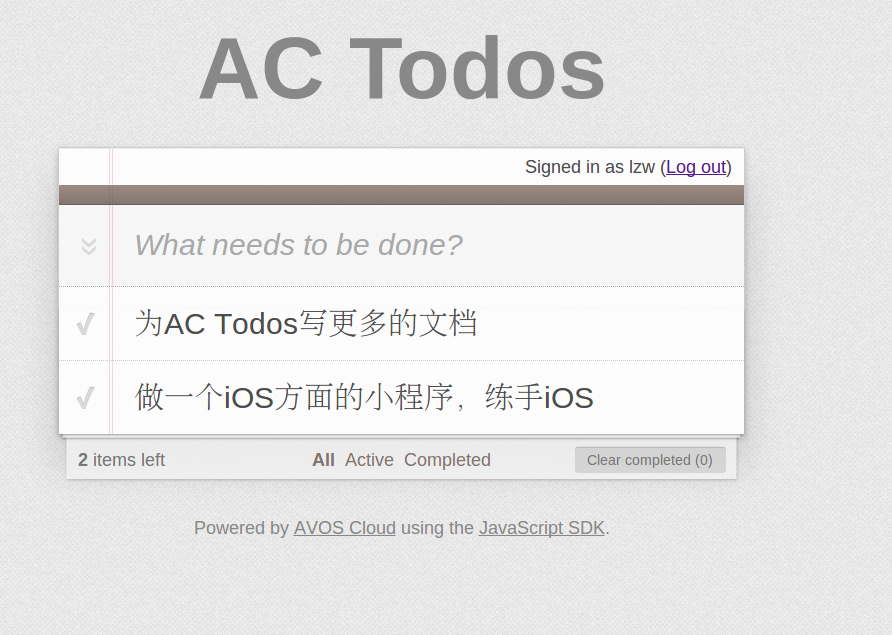 AC Todos
Signed in as lzw (Log out)
What needs to be done?
为AC Todos写更多的文档
做一个iOS方面的小程序，练手iOS
2 items left All Active Completed Clear completed (0)
Powered by AVOS Cloud using the JavaScript SDK.